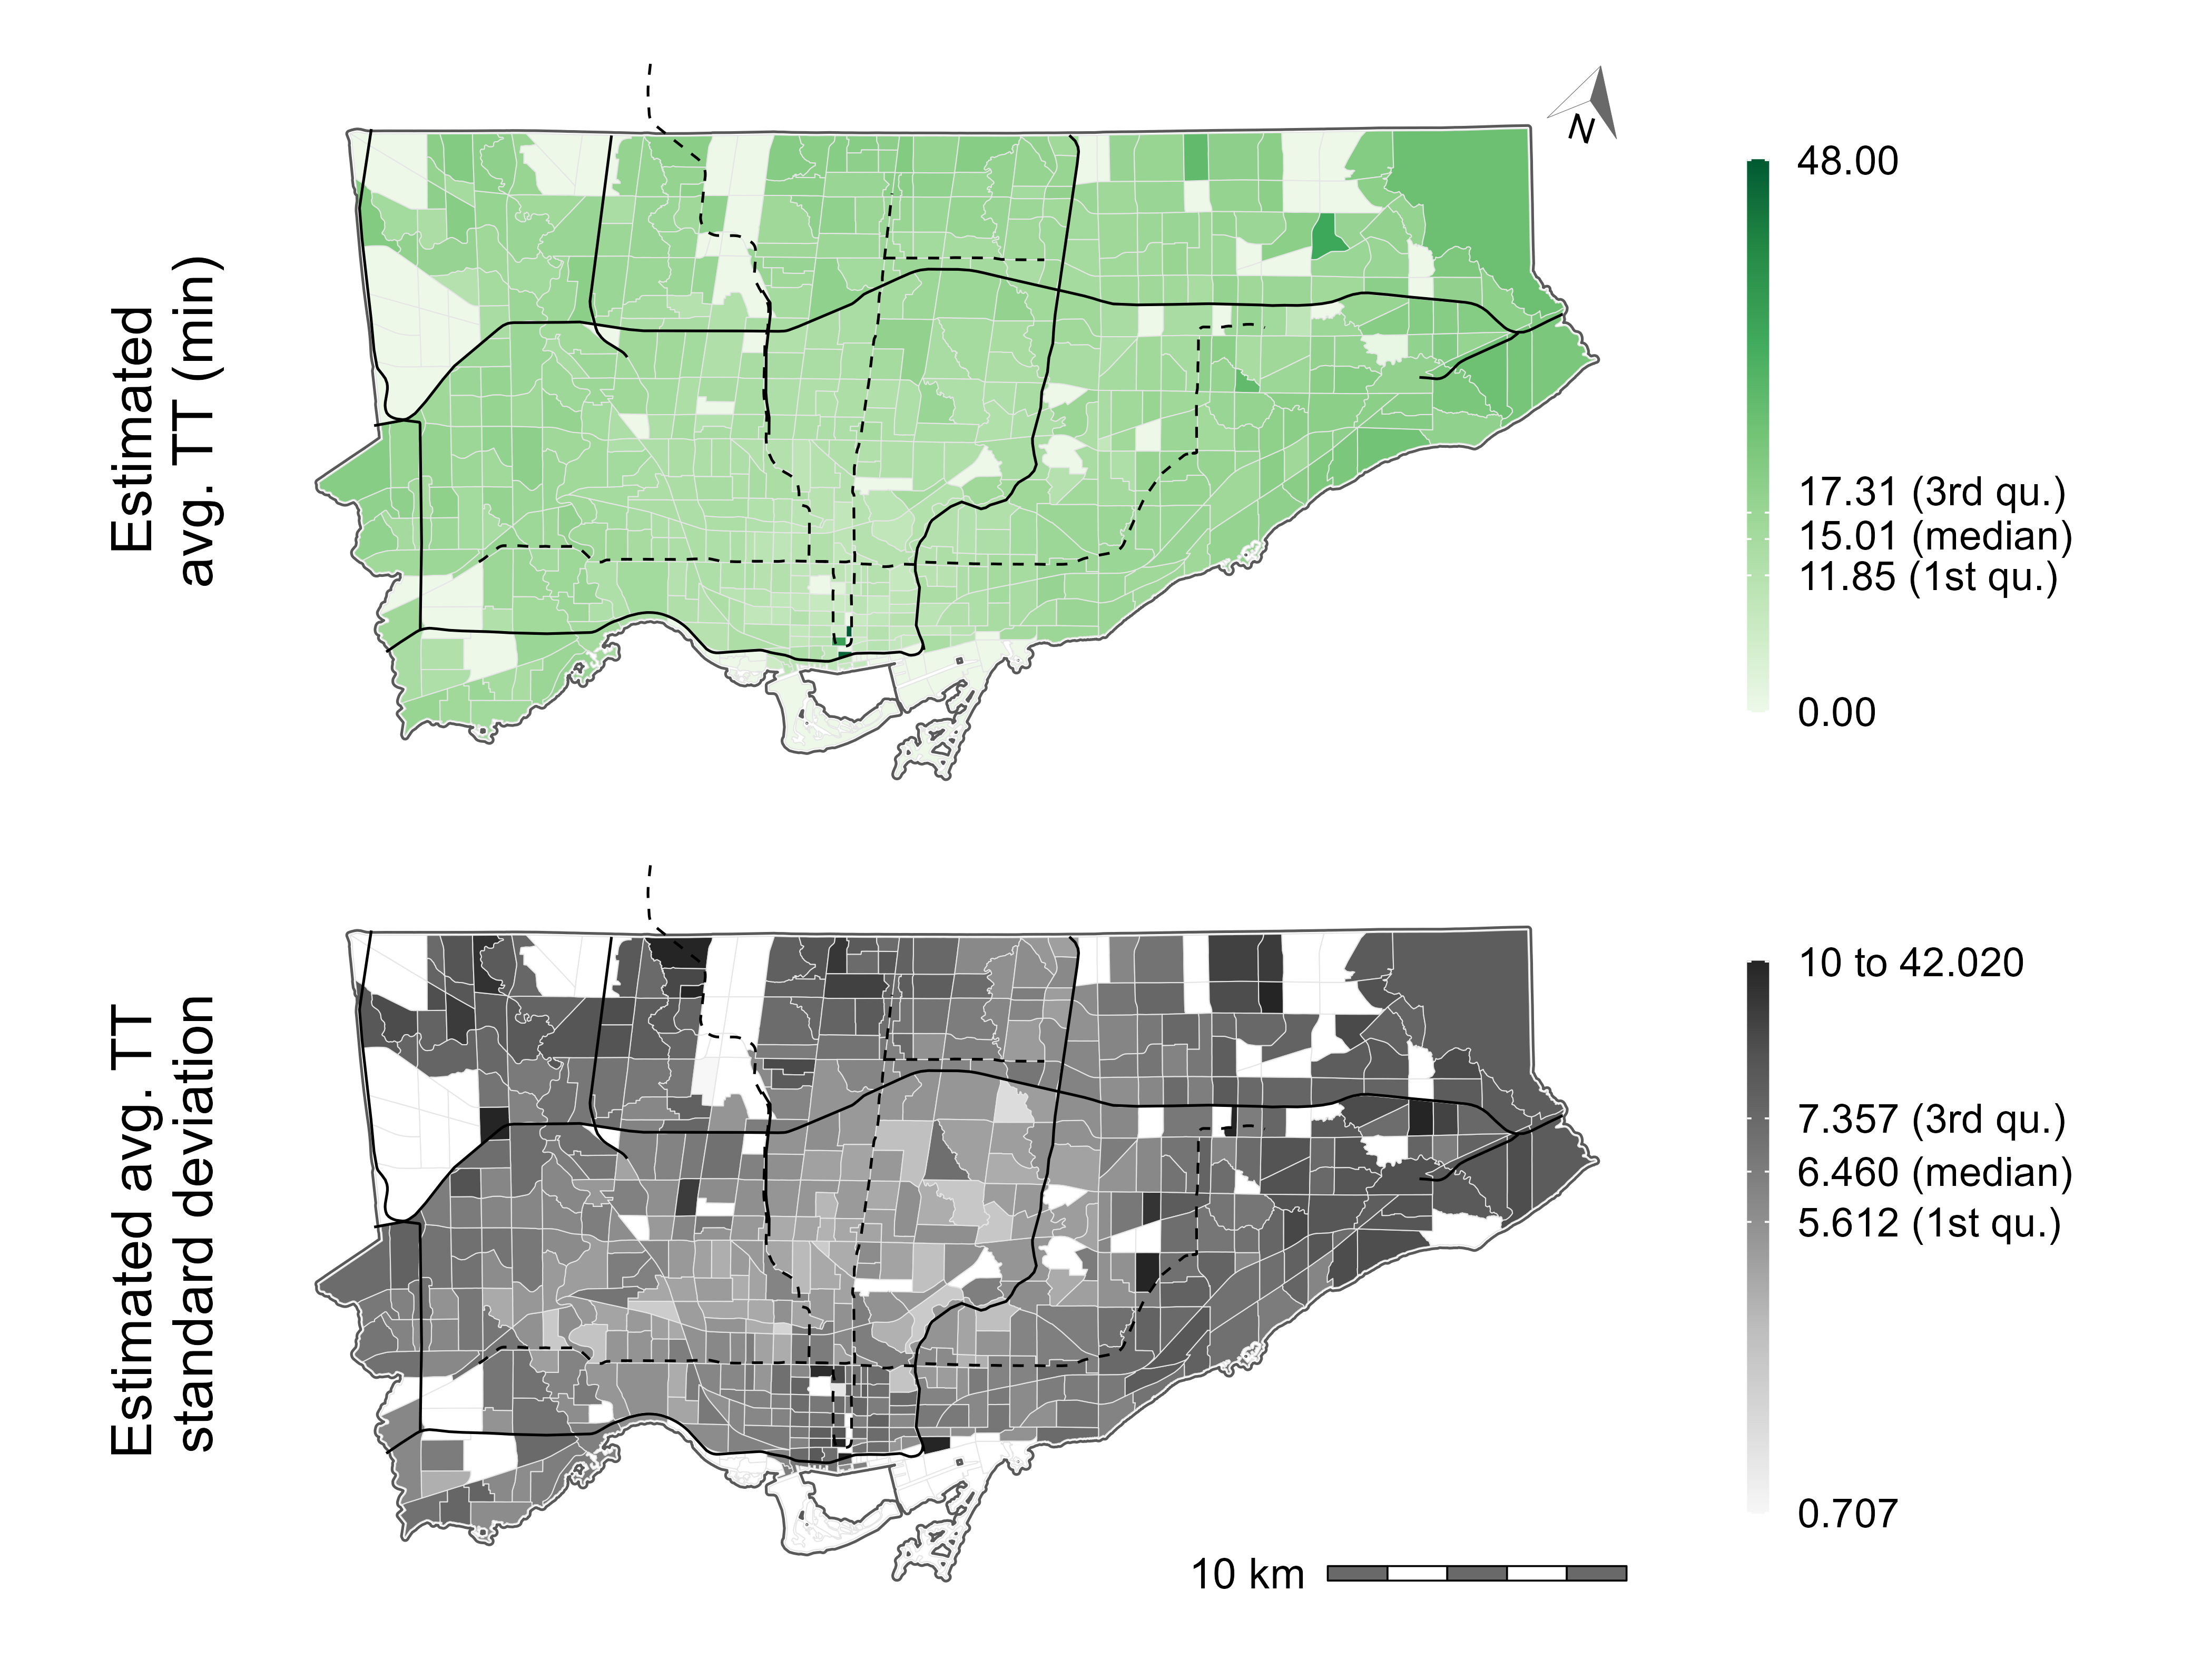 Estimated
avg. TT (min)
N
48.00
17.31 (3rd qu.)
15.01 (median)
11.85 (1st qu.)
0.00
Estimated avg. TT
standard deviation
10 to 42.020
7.357 (3rd qu.)
6.460 (median)
5.612 (1st qu.)
0.707
10 km